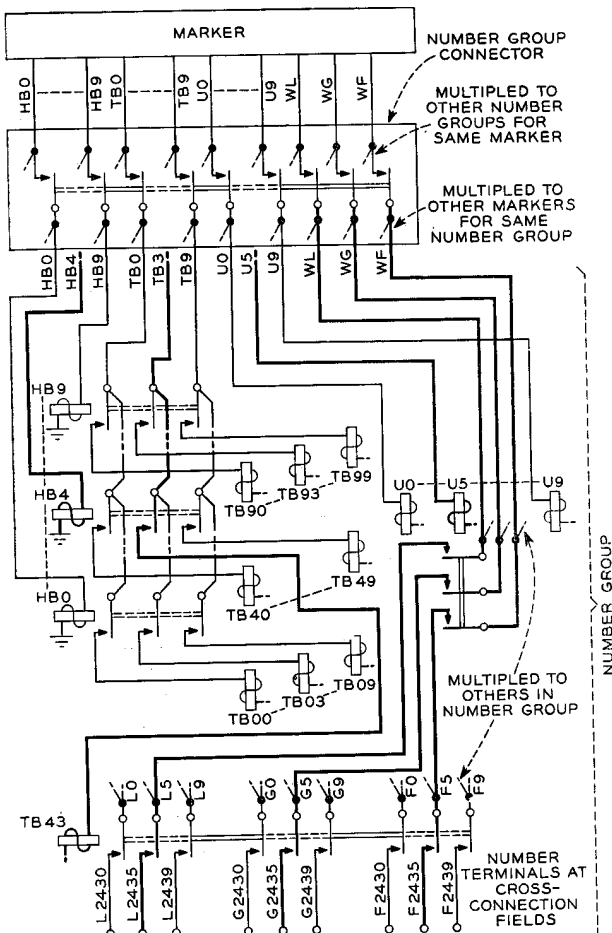 MARKER
NUMBER GROUP
CONNECTOR
HB0
HB9
TB0
TB9
U0
U9
WL
WG
WF
MULTIPLED TO
OTHER NUMBER
GROUPS FOR
SAME MARKER
MULTIPLED TO
OTHER MARKERS
FOR SAME
NUMBER GROUP
HB0
HB4
HB9
TB0
TB3
TB9
U0
U5
U9
WL
WG
WF
HB9
TB90
TB93
TB99
U0
U5
U9
HB4
TB40
TB49
HB0
TB00
TB03
TB09
NUMBER GROUP
MULTIPLED TO
OTHERS IN
NUMBER GROUP
TB43
L0
L5
L9
G0
G5
G9
F0
F5
F9
L2430
L2435
L2439
G2430
G2435
G2439
F2430
F2435
F2439
NUMBER
TERMINALS AT
CROSS-
CONNECTION
FIELDS